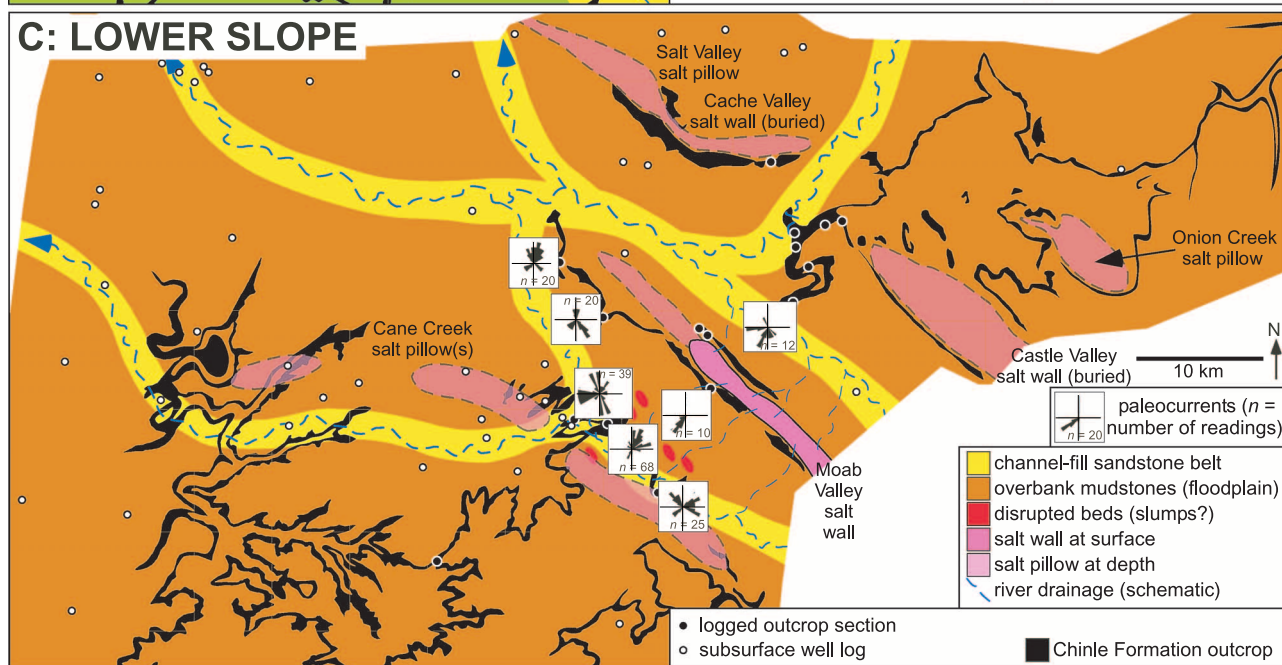 C: LOWER SLOPE
Salt Valley
salt pillow
Cache Valley
salt wall (buried)
Onion Creek
salt pillow
n = 20
n = 20
n = 12
Cane Creek
salt pillow(s)
n = 39
n = 10
n = 68
n = 25
Castle Valley
salt wall (buried)
N
10 km
Moab
Valley
salt
wall
paleocurrents (n =
number of readings)
n = 20
channel-fill sandstone belt
overbank mudstones (floodplain)
disrupted beds (slumps?)
salt wall at surface
salt pillow at depth
river drainage (schematic)
logged outcrop section
subsurface well log
Chinle Formation outcrop